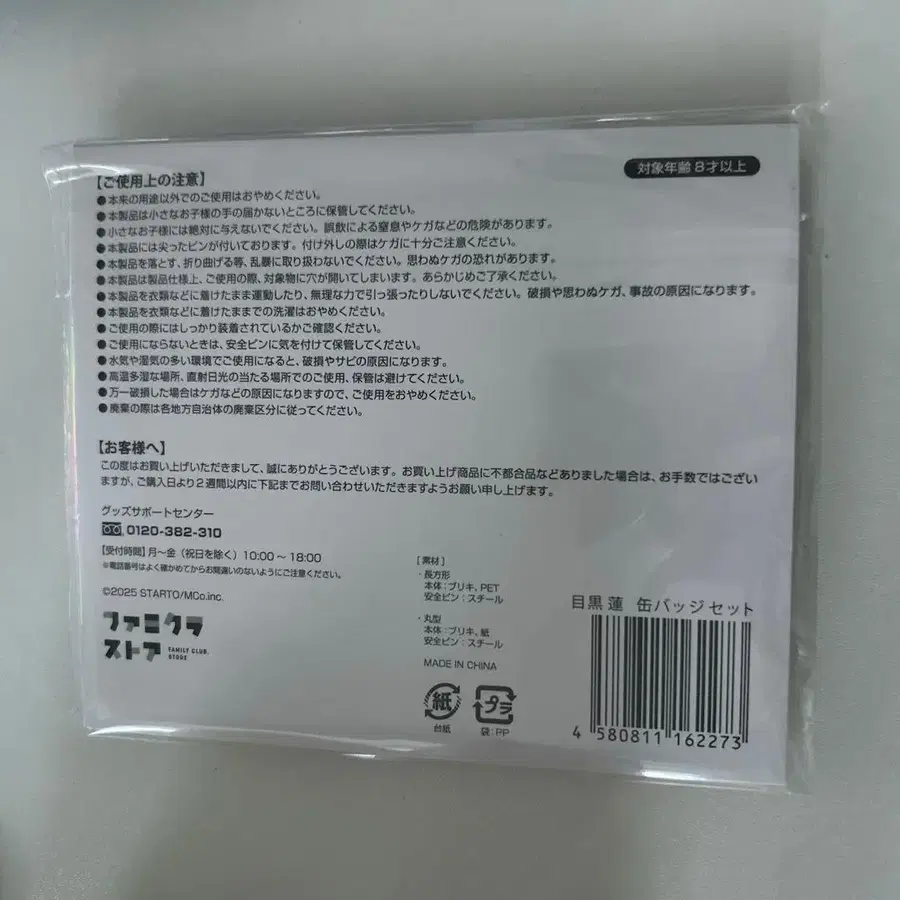 対象年齢 8才以上
【ご使用上の注意】
●本来の用途以外でのご使用はおやめください。
●本製品は小さなお子様の手の届かないところに保管してください。
●小さなお子様には絶対に与えないでください。誤飲による窒息やケガなどの危険があります。
●本製品には尖ったピンが付いております。付け外しの際はケガに十分ご注意ください。
●本製品を落とす、折り曲げる等、乱暴に取り扱わないでください。思わぬケガの恐れがあります。
●本製品は製品仕様上、ご使用の際、対象物に穴が開いてしまいます。あらかじめご了承ください。
●本製品を衣類などに着けたまま運動したり、無理な力で引っ張ったりしないでください。破損や思わぬケガ、事故の原因になります。
●本製品を衣類などに着けたままでの洗濯はおやめください。
●ご使用の際にはしっかり装着されているかご確認ください。
●ご使用にならないときは、安全ピンに気を付けて保管してください。
●水気や湿気の多い環境でご使用になると、破損やサビの原因になります。
●高温多湿な場所、直射日光の当たる場所でのご使用、保管は避けてください。
●万一破損した場合はケガなどの原因になりますので、ご使用をおやめください。
●廃棄の際は各地方自治体の廃棄区分に従ってください。
【お客様へ】
この度はお買い上げいただきまして、誠にありがとうございます。お買い上げ商品に不都合品などありました場合は、お手数ではござい
ますが、ご購入日より2週間以内に下記までお問い合わせいただきますようお願い申し上げます。
グッズサポートセンター
0120-382-310
【受付時間】月〜金（祝日を除く）10:00〜18:00
※電話番号はよく確かめてからお間違いのないようにご注意ください。
©2025 STARTO/MCo.inc.
ファミクラ
ストア
FAMILY CLUB
STORE
[素材]
・長方形
本体：ブリキ、PET
安全ピン：スチール
・丸型
本体：ブリキ、紙
安全ピン：スチール
MADE IN CHINA
紙
台紙
プラ
袋：PP
目黒蓮 缶バッジセット
4 580811 162273